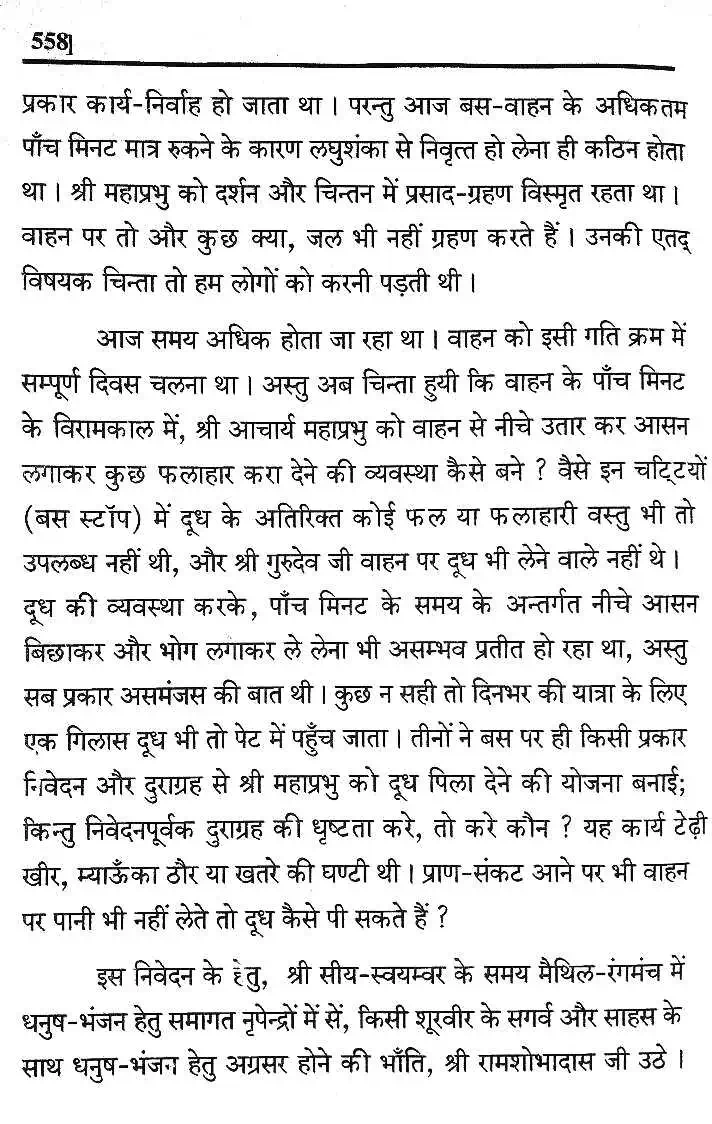 558]
प्रकार कार्य-निर्वाह हो जाता था । परन्तु आज बस-वाहन के अधिकतम
पाँच मिनट मात्र रुकने के कारण लघुशंका से निवृत्त हो लेना ही कठिन होता
था । श्री महाप्रभु को दर्शन और चिन्तन में प्रसाद-ग्रहण विस्मृत रहता था ।
वाहन पर तो और कुछ क्या, जल भी नहीं ग्रहण करते हैं । उनकी एतद्
विषयक चिन्ता तो हम लोगों को करनी पड़ती थी ।
आज समय अधिक होता जा रहा था । वाहन को इसी गति क्रम में
सम्पूर्ण दिवस चलना था । अस्तु अब चिन्ता हुयी कि वाहन के पाँच मिनट
के विरामकाल में, श्री आचार्य महाप्रभु को वाहन से नीचे उतार कर आसन
लगाकर कुछ फलाहार करा देने की व्यवस्था कैसे बने ? वैसे इन चट्टियों
(बस स्टॉप) में दूध के अतिरिक्त कोई फल या फलाहारी वस्तु भी तो
उपलब्ध नहीं थी, और श्री गुरुदेव जी वाहन पर दूध भी लेने वाले नहीं थे ।
दूध की व्यवस्था करके, पाँच मिनट के समय के अन्तर्गत नीचे आसन
बिछाकर और भोग लगाकर ले लेना भी असम्भव प्रतीत हो रहा था, अस्तु
सब प्रकार असमंजस की बात थी । कुछ न सही तो दिनभर की यात्रा के लिए
एक गिलास दूध भी तो पेट में पहुँच जाता । तीनों ने बस पर ही किसी प्रकार
निवेदन और दुराग्रह से श्री महाप्रभु को दूध पिला देने की योजना बनाई;
किन्तु निवेदनपूर्वक दुराग्रह की धृष्टता करे, तो करे कौन ? यह कार्य टेढ़ी
खीर, म्याऊँका ठौर या खतरे की घण्टी थी । प्राण-संकट आने पर भी वाहन
पर पानी भी नहीं लेते तो दूध कैसे पी सकते हैं ?
इस निवेदन के हेतु, श्री सीय-स्वयम्वर के समय मैथिल-रंगमंच में
धनुष-भंजन हेतु समागत नृपेन्द्रों में सें, किसी शूरवीर के सगर्व और साहस के
साथ धनुष-भंजन हेतु अग्रसर होने की भाँति, श्री रामशोभादास जी उठे ।